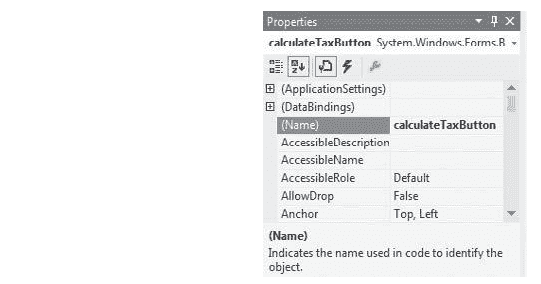 Properties
calculateTaxButton System.Windows.Forms.B
(ApplicationSettings)
(DataBindings)
(Name) calculateTaxButton
AccessibleDescription
AccessibleName
AccessibleRole Default
AllowDrop False
Anchor Top, Left
(Name)
Indicates the name used in code to identify the
object.